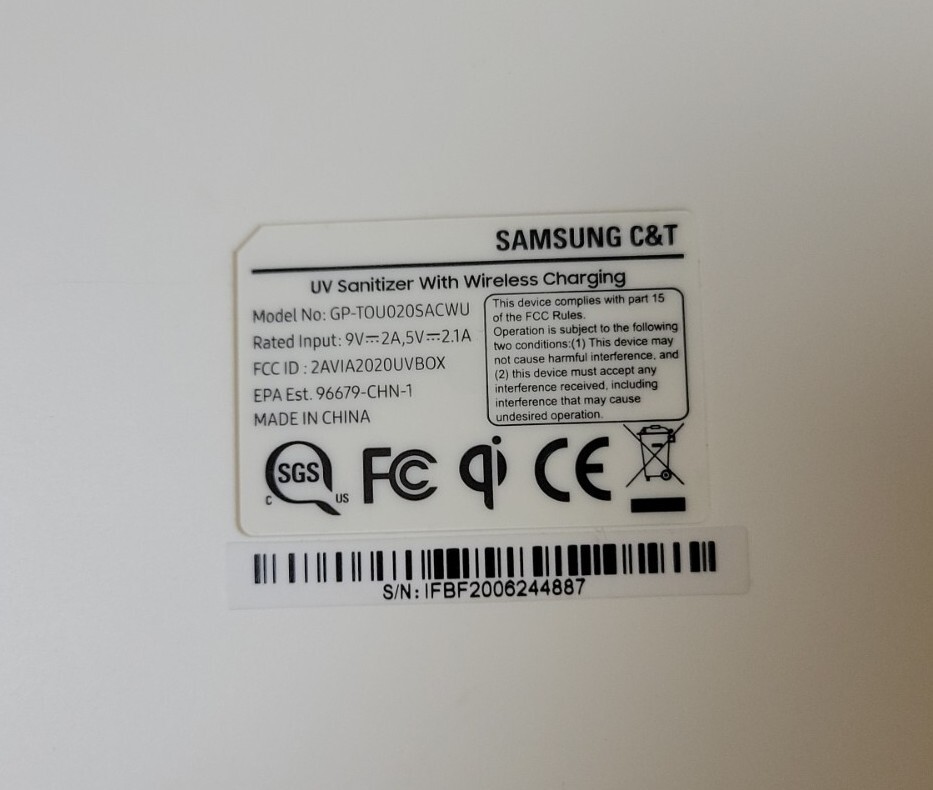 SAMSUNG C&T
UV Sanitizer With Wireless Charging
Model No: GP-TOU020SACWU
Rated Input: 9V⎓2A,5V⎓2.1A
FCC ID : 2AVIA2020UVBOX
EPA Est. 96679-CHN-1
MADE IN CHINA
This device complies with part 15
of the FCC Rules.
Operation is subject to the following
two conditions:(1) This device may
not cause harmful interference, and
(2) this device must accept any
interference received, including
interference that may cause
undesired operation.
C SGS US
FC
qi
CE
S/N: IFBF2006244887